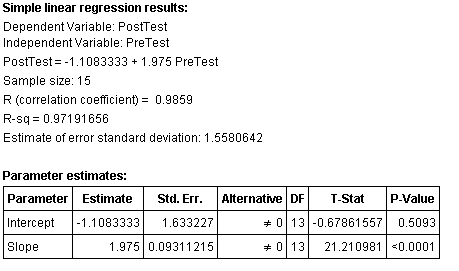 Simple linear regression results:
Dependent Variable: PostTest
Independent Variable: PreTest
PostTest = -1.1083333 + 1.975 PreTest
Sample size: 15
R (correlation coefficient) = 0.9859
R-sq = 0.97191656
Estimate of error standard deviation: 1.5580642
Parameter estimates:
Parameter Estimate Std. Err. Alternative DF T-Stat P-Value
Intercept -1.1083333 1.633227 ≠ 0 13 -0.67861557 0.5093
Slope 1.975 0.09311215 ≠ 0 13 21.210981 <0.0001